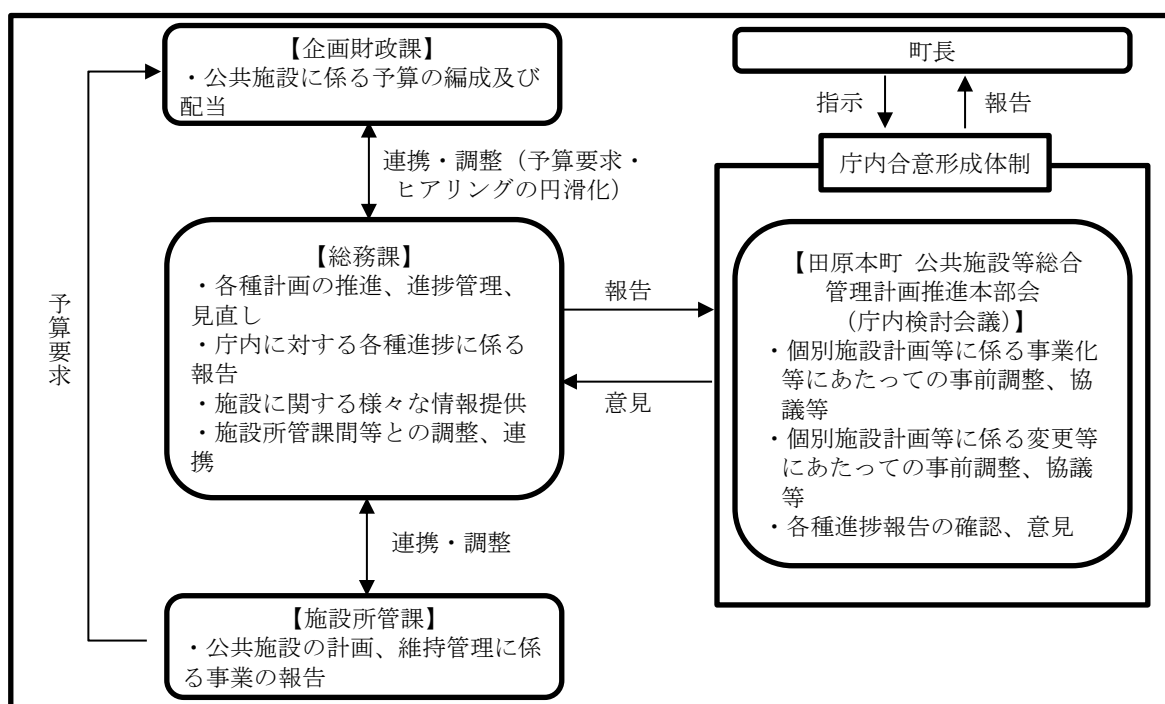 【企画財政課】
・公共施設に係る予算の編成及び
配当
連携・調整（予算要求・
ヒアリングの円滑化）
【総務課】
・各種計画の推進、進捗管理、
見直し
・庁内に対する各種進捗に係る
報告
・施設に関する様々な情報提供
・施設所管課間等との調整、連
携
連携・調整
【施設所管課】
・公共施設の計画、維持管理に係
る事業の報告
予算要求
報告
意見
町長
指示
報告
庁内合意形成体制
【田原本町 公共施設等総合
管理計画推進本部会
（庁内検討会議）】
・個別施設計画等に係る事業化
等にあたっての事前調整、協
議等
・個別施設計画等に係る変更等
にあたっての事前調整、協議
等
・各種進捗報告の確認、意見